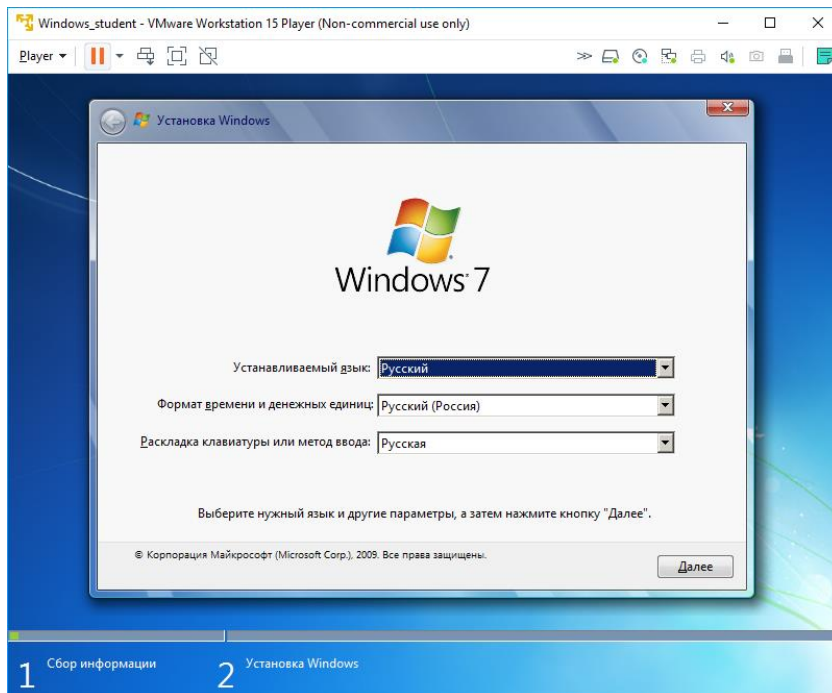 Windows_student - VMware Workstation 15 Player (Non-commercial use only)
Player
Установка Windows
Windows 7
Устанавливаемый язык: Русский
Формат времени и денежных единиц: Русский (Россия)
Раскладка клавиатуры или метод ввода: Русская
Выберите нужный язык и другие параметры, а затем нажмите кнопку "Далее".
© Корпорация Майкрософт (Microsoft Corp.), 2009. Все права защищены.
Далее
1 Сбор информации 2 Установка Windows